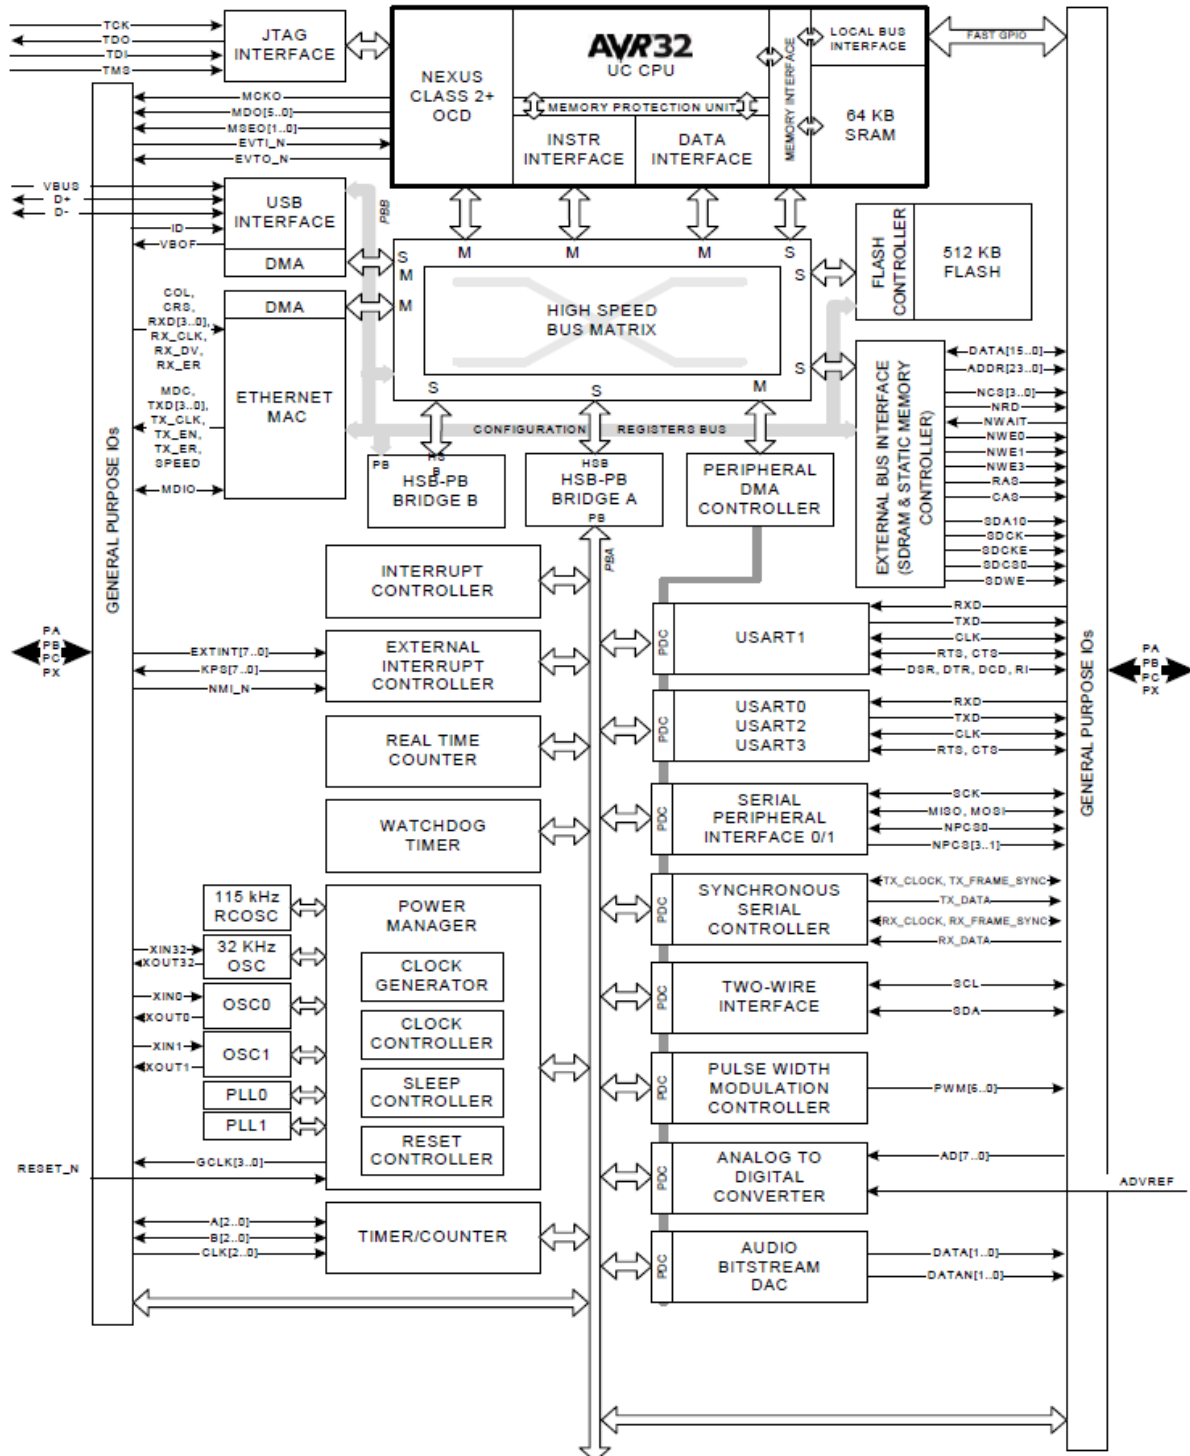 TCK
TDO
TDI
TMS
JTAG
INTERFACE
NEXUS
CLASS 2+
OCD
AVR32
UC CPU
MEMORY PROTECTION UNIT
INSTR
INTERFACE
DATA
INTERFACE
MEMORY INTERFACE
LOCAL BUS
INTERFACE
64 KB
SRAM
FAST GPIO
MCKO
MDO[5..0]
MSEO[1..0]
EVTI_N
EVTO_N
VBUS
D+
D-
ID
VBOF
USB
INTERFACE
DMA
PBB
COL,
CRS,
RXD[3..0],
RX_CLK,
RX_DV,
RX_ER
MDC,
TXD[3..0],
TX_CLK,
TX_EN,
TX_ER,
SPEED
MDIO
DMA
ETHERNET
MAC
M
M
M
S
S
M
M
S
S
S
S
M
HIGH SPEED
BUS MATRIX
FLASH
CONTROLLER
512 KB
FLASH
CONFIGURATION REGISTERS BUS
PB
HS
B
HSB-PB
BRIDGE B
HSB
HSB-PB
BRIDGE A
PB
PBA
PERIPHERAL
DMA
CONTROLLER
EXTERNAL BUS INTERFACE
(SDRAM & STATIC MEMORY
CONTROLLER)
DATA[15..0]
ADDR[23..0]
NCS[3..0]
NRD
NWAIT
NWE0
NWE1
NWE3
RAS
CAS
SDA10
SDCK
SDCKE
SDCS0
SDWE
GENERAL PURPOSE IOs
PA
PB
PC
PX
INTERRUPT
CONTROLLER
EXTINT[7..0]
KPS[7..0]
NMI_N
EXTERNAL
INTERRUPT
CONTROLLER
REAL TIME
COUNTER
WATCHDOG
TIMER
115 kHz
RCOSC
XIN32
XOUT32
32 KHz
OSC
XIN0
XOUT0
OSC0
XIN1
XOUT1
OSC1
PLL0
PLL1
POWER
MANAGER
CLOCK
GENERATOR
CLOCK
CONTROLLER
SLEEP
CONTROLLER
RESET
CONTROLLER
GCLK[3..0]
RESET_N
A[2..0]
B[2..0]
CLK[2..0]
TIMER/COUNTER
PDC
USART1
RXD
TXD
CLK
RTS, CTS
DSR, DTR, DCD, RI
PDC
USART0
USART2
USART3
RXD
TXD
CLK
RTS, CTS
PDC
SERIAL
PERIPHERAL
INTERFACE 0/1
SCK
MISO, MOSI
NPCS0
NPCS[3..1]
PDC
SYNCHRONOUS
SERIAL
CONTROLLER
TX_CLOCK, TX_FRAME_SYNC
TX_DATA
RX_CLOCK, RX_FRAME_SYNC
RX_DATA
PDC
TWO-WIRE
INTERFACE
SCL
SDA
PDC
PULSE WIDTH
MODULATION
CONTROLLER
PWM[6..0]
PDC
ANALOG TO
DIGITAL
CONVERTER
AD[7..0]
ADVREF
PDC
AUDIO
BITSTREAM
DAC
DATA[1..0]
DATAN[1..0]
GENERAL PURPOSE IOs
PA
PB
PC
PX